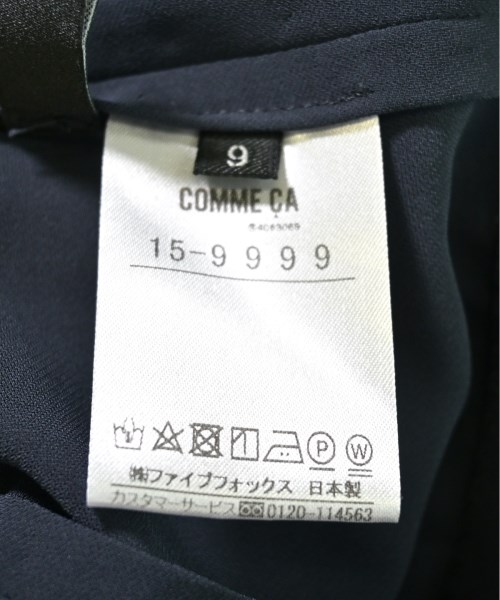 9
COMME ÇA
15-9999
P W
㈱ファイブフォックス 日本製
カスタマーサービス 0120-114563